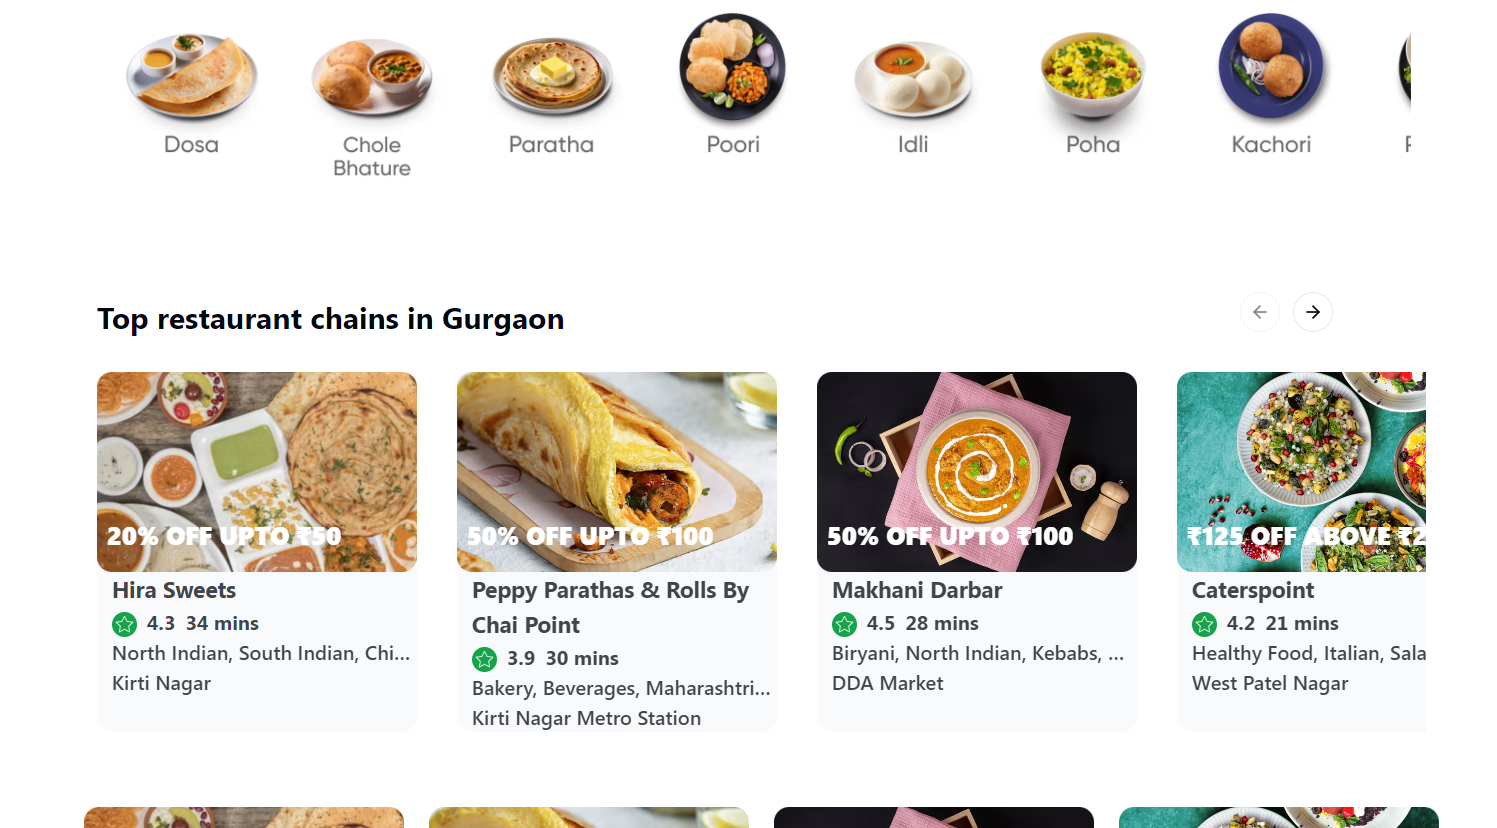 Dosa
Chole
Bhature
Paratha
Poori
Idli
Poha
Kachori
Top restaurant chains in Gurgaon
20% OFF UPTO ₹50
Hira Sweets
4.3 34 mins
North Indian, South Indian, Chi...
Kirti Nagar
50% OFF UPTO ₹100
Peppy Parathas & Rolls By
Chai Point
3.9 30 mins
Bakery, Beverages, Maharashtri...
Kirti Nagar Metro Station
50% OFF UPTO ₹100
Makhani Darbar
4.5 28 mins
Biryani, North Indian, Kebabs, ...
DDA Market
₹125 OFF ABOVE ₹2
Caterspoint
4.2 21 mins
Healthy Food, Italian, Sala
West Patel Nagar